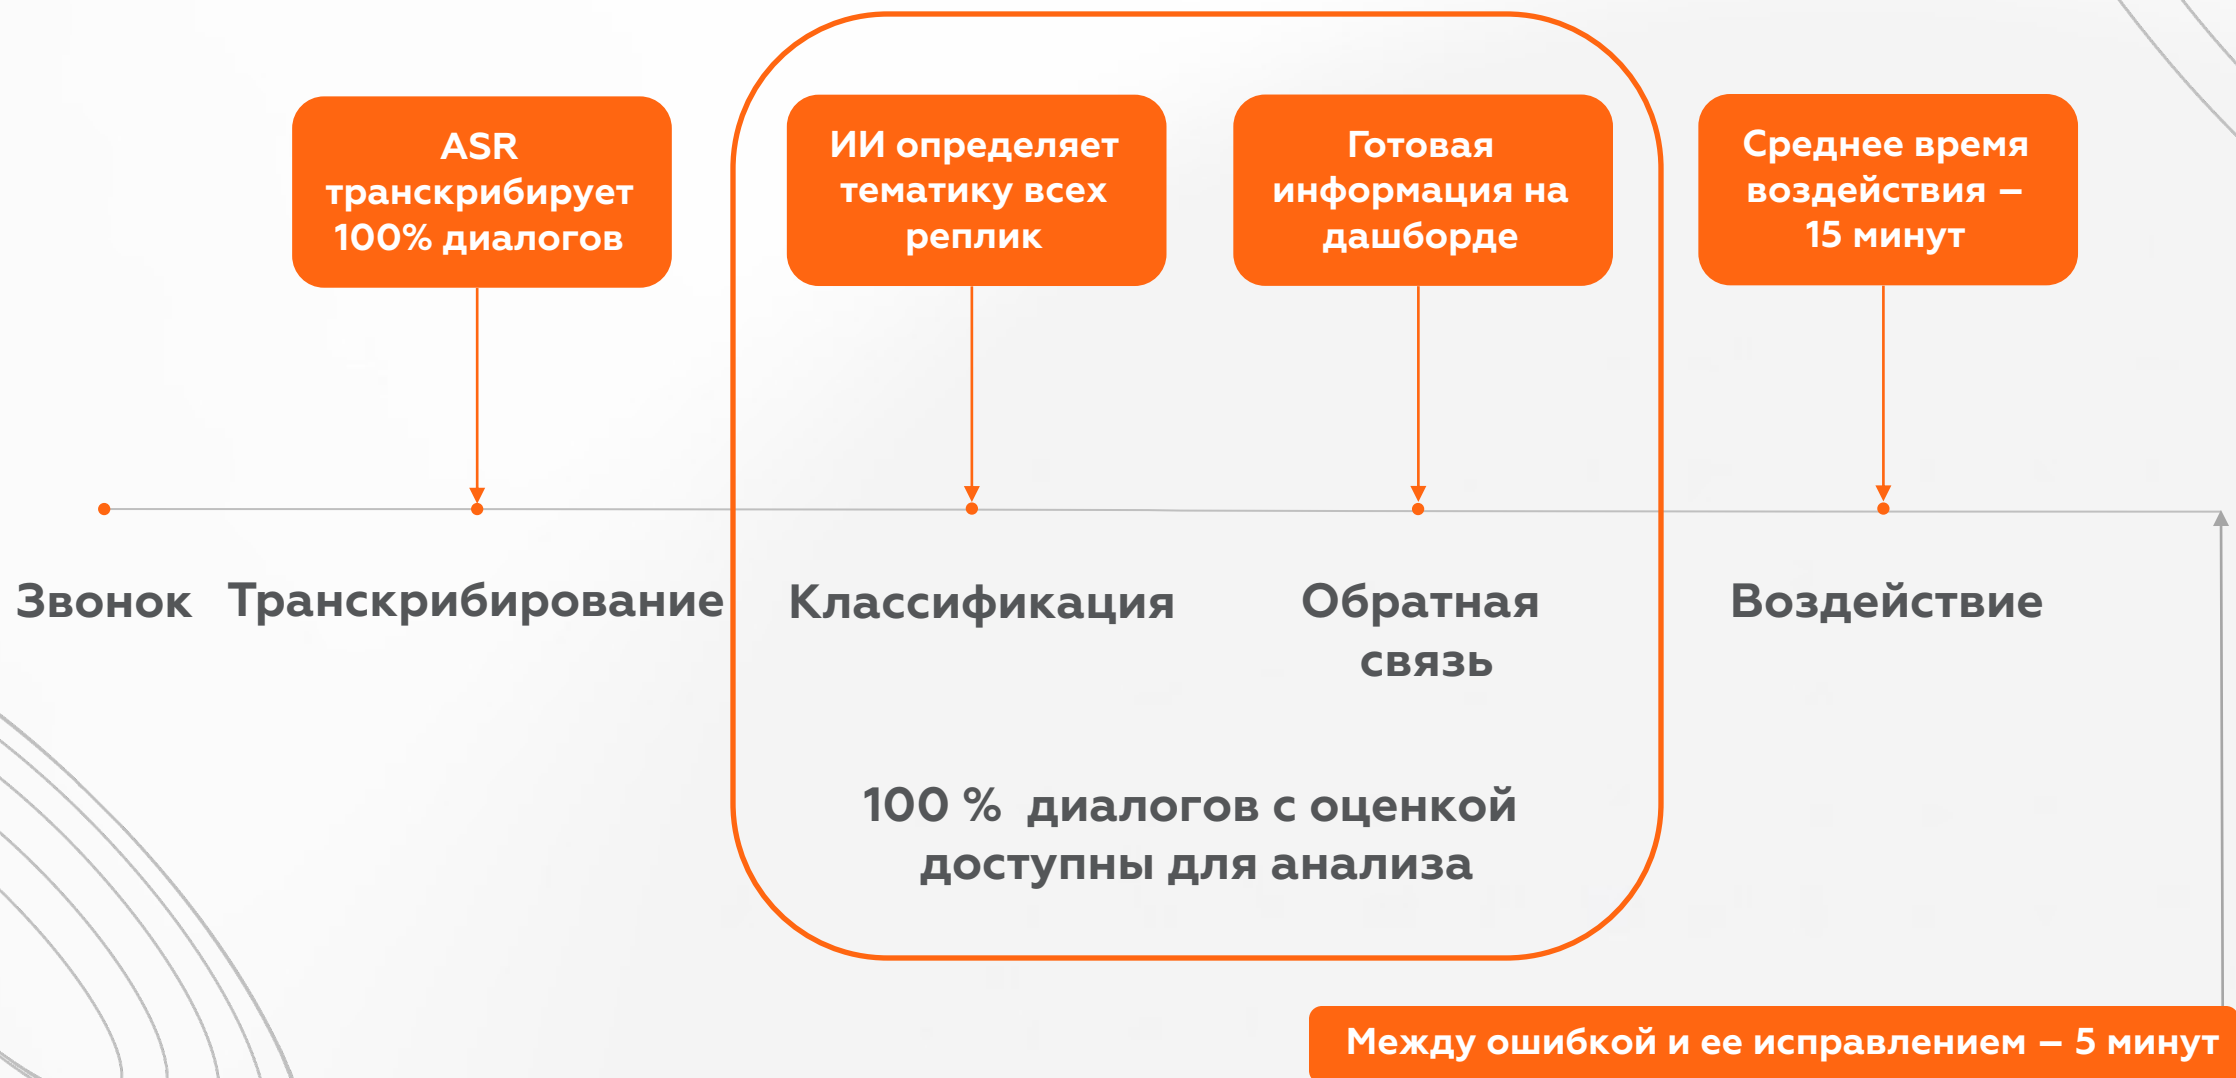 ASR
транскрибирует
100% диалогов
ИИ определяет
тематику всех
реплик
Готовая
информация на
дашборде
Среднее время
воздействия –
15 минут
Звонок
Транскрибирование
Классификация
Обратная
связь
Воздействие
100 % диалогов с оценкой
доступны для анализа
Между ошибкой и ее исправлением – 5 минут